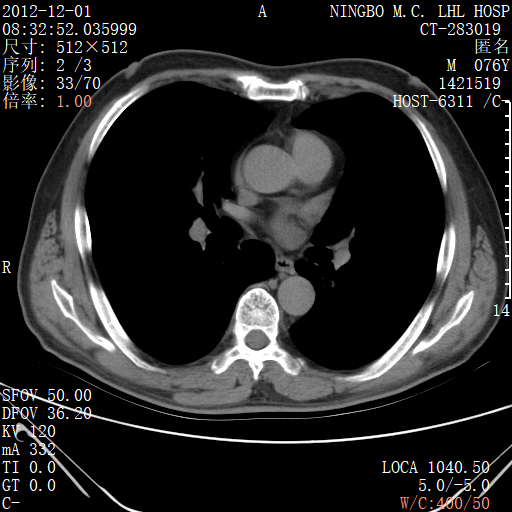 2012-12-01
08:32:52.035999
尺寸: 512×512
序列: 2 /3
影像: 33/70
倍率: 1.00
A
NINGBO M.C. LHL HOSP
CT-283019
匿名
M 076Y
1421519
HOST-6311 /C-
R
14
SFOV 50.00
DFOV 36.20
KV 120
mA 332
TI 0.0
GT 0.0
C-
LOCA 1040.50
5.0/-5.0
W/C:400/50